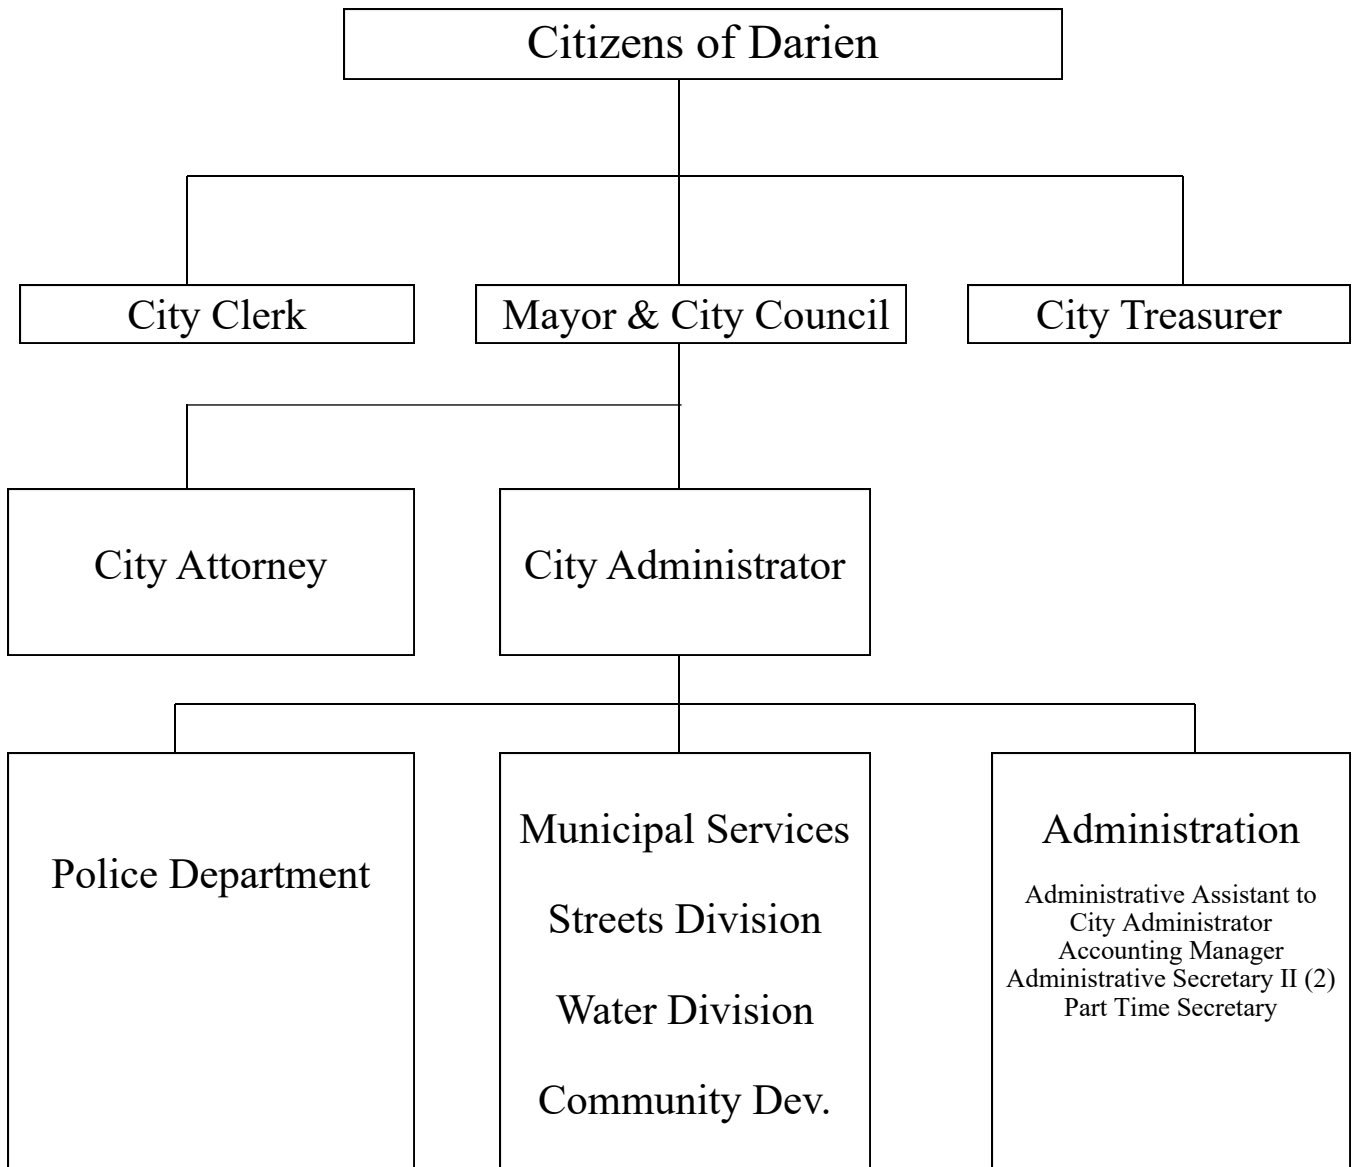 Citizens of Darien
City Clerk
Mayor & City Council
City Treasurer
City Attorney
City Administrator
Police Department
Municipal Services
Streets Division
Water Division
Community Dev.
Administration
Administrative Assistant to
City Administrator
Accounting Manager
Administrative Secretary II (2)
Part Time Secretary